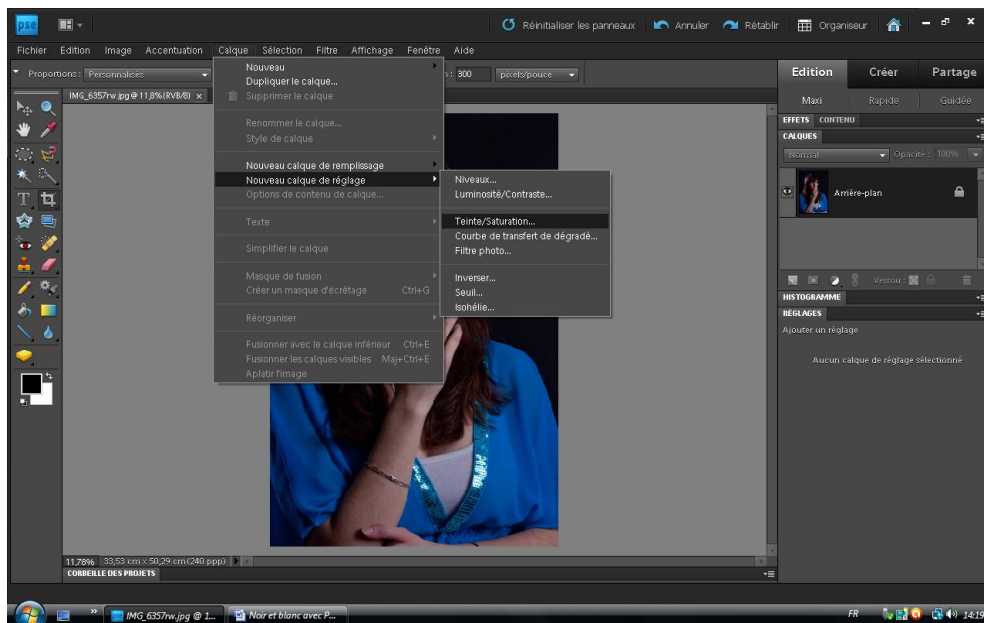 pse
Réinitialiser les panneaux Annuler Rétablir Organiseur
Fichier Edition Image Accentuation Calque Sélection Filtre Affichage Fenêtre Aide
Proportions : Personnalisés : 300 pixels/pouce
Edition Créer Partage
IMG_6357rw.jpg @ 11,8% (RVB/8) x
Maxi Rapide Guidée
Nouveau
Dupliquer le calque...
Supprimer le calque
Renommer le calque...
Style de calque
Nouveau calque de remplissage
Nouveau calque de réglage
Options de contenu de calque...
Texte
Simplifier le calque
Masque de fusion
Créer un masque d'écrêtage Ctrl+G
Réorganiser
Fusionner avec le calque inférieur Ctrl+E
Fusionner les calques visibles Maj+Ctrl+E
Aplatir l'image
Niveaux...
Luminosité/Contraste...
Teinte/Saturation...
Courbe de transfert de dégradé...
Filtre photo...
Inverser...
Seuil...
Isohélie...
EFFETS CONTENU
CALQUES
Normal Opacité : 100%
Arrière-plan
Verrou :
HISTOGRAMME
RÉGLAGES
Ajouter un réglage
Aucun calque de réglage sélectionné
11,78% 33,53 cm x 50,29 cm (240 ppp)
CORBEILLE DES PROJETS
IMG_6357rw.jpg @ 1... Noir et blanc avec P... FR 14:19